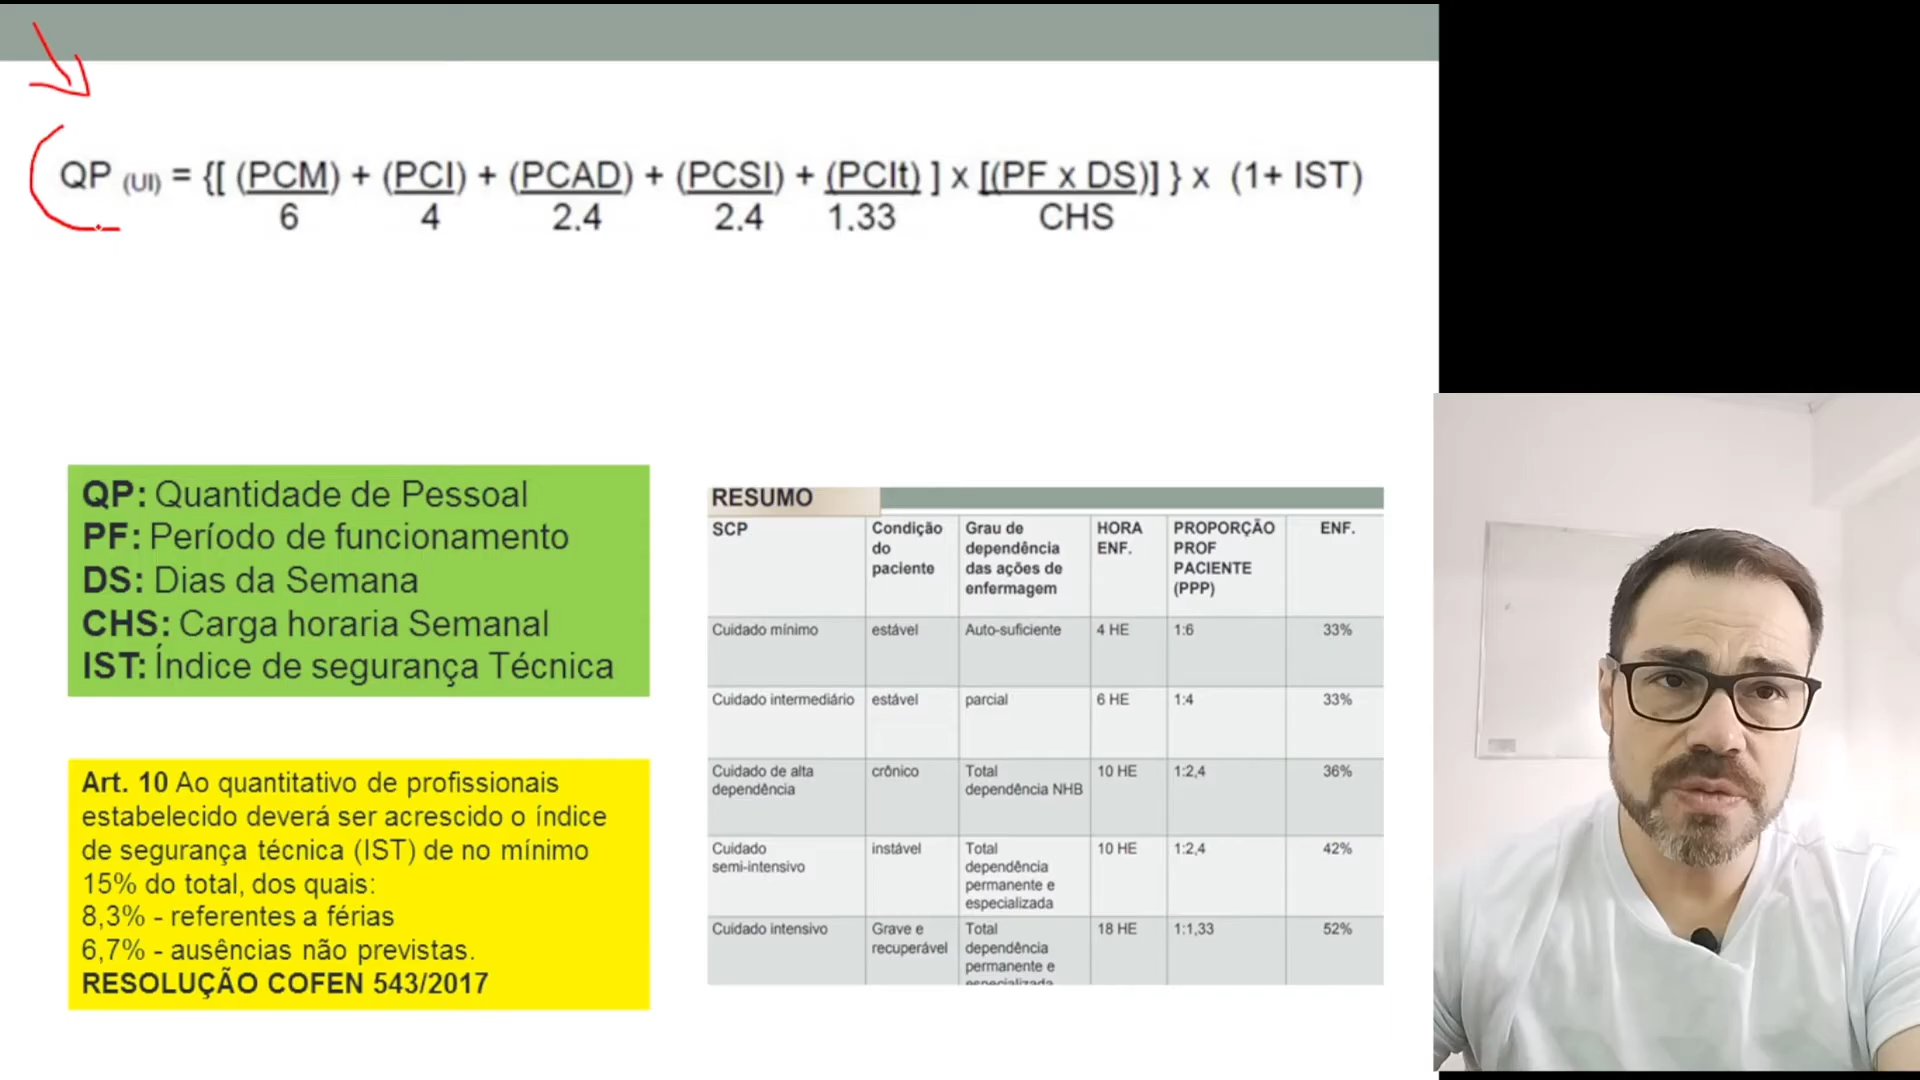 QP (UI) = {[ (PCM) + (PCI) + (PCAD) + (PCSI) + (PCIt) ] x [(PF x DS)] } x (1+ IST)
6 4 2.4 2.4 1.33 CHS
QP: Quantidade de Pessoal
PF: Período de funcionamento
DS: Dias da Semana
CHS: Carga horaria Semanal
IST: Índice de segurança Técnica
Art. 10 Ao quantitativo de profissionais
estabelecido deverá ser acrescido o índice
de segurança técnica (IST) de no mínimo
15% do total, dos quais:
8,3% - referentes a férias
6,7% - ausências não previstas.
RESOLUÇÃO COFEN 543/2017
RESUMO
SCP
Condição
do
paciente
Grau de
dependência
das ações de
enfermagem
HORA
ENF.
PROPORÇÃO
PROF
PACIENTE
(PPP)
ENF.
Cuidado mínimo
estável
Auto-suficiente
4 HE
1:6
33%
Cuidado intermediário
estável
parcial
6 HE
1:4
33%
Cuidado de alta
dependência
crônico
Total
dependência NHB
10 HE
1:2,4
36%
Cuidado
semi-intensivo
instável
Total
dependência
permanente e
especializada
10 HE
1:2,4
42%
Cuidado intensivo
Grave e
recuperável
Total
dependência
permanente e
especializada
18 HE
1:1,33
52%